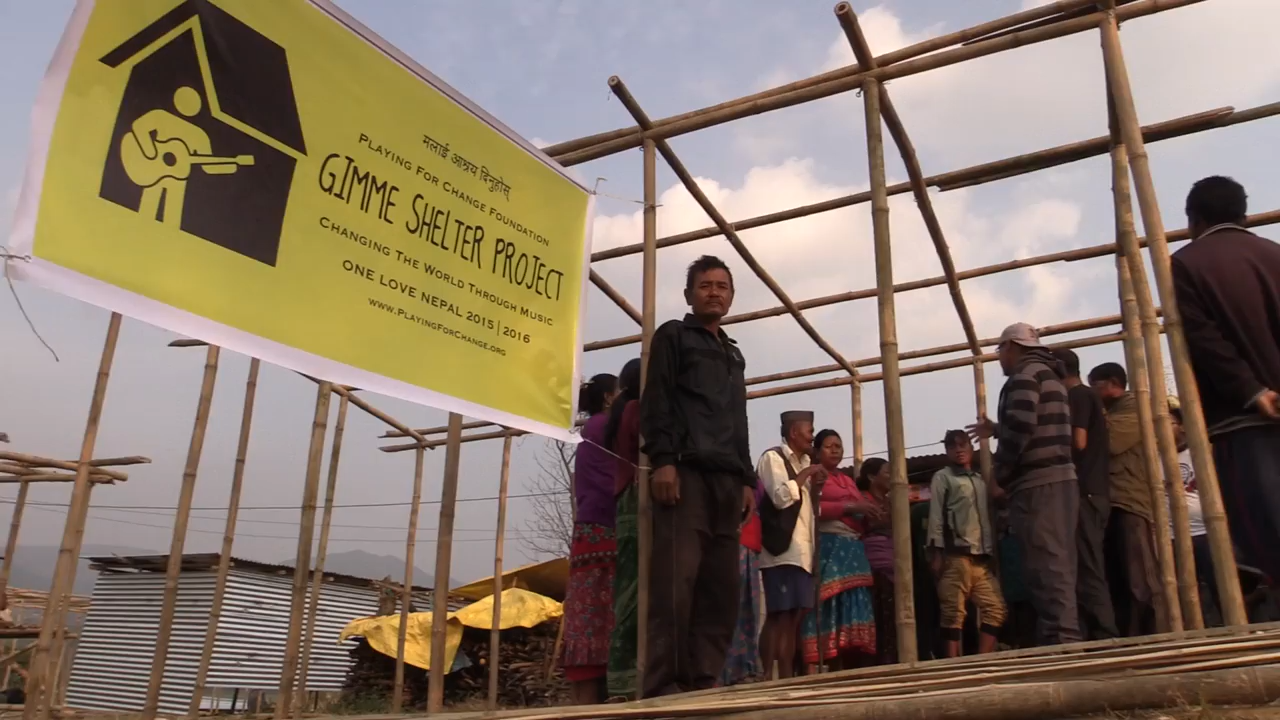 मलाई आश्रय दिनुहोस्
PLAYING FOR CHANGE FOUNDATION
GIMME SHELTER PROJECT
CHANGING THE WORLD THROUGH MUSIC
ONE LOVE NEPAL 2015 | 2016
WWW.PLAYINGFORCHANGE.ORG